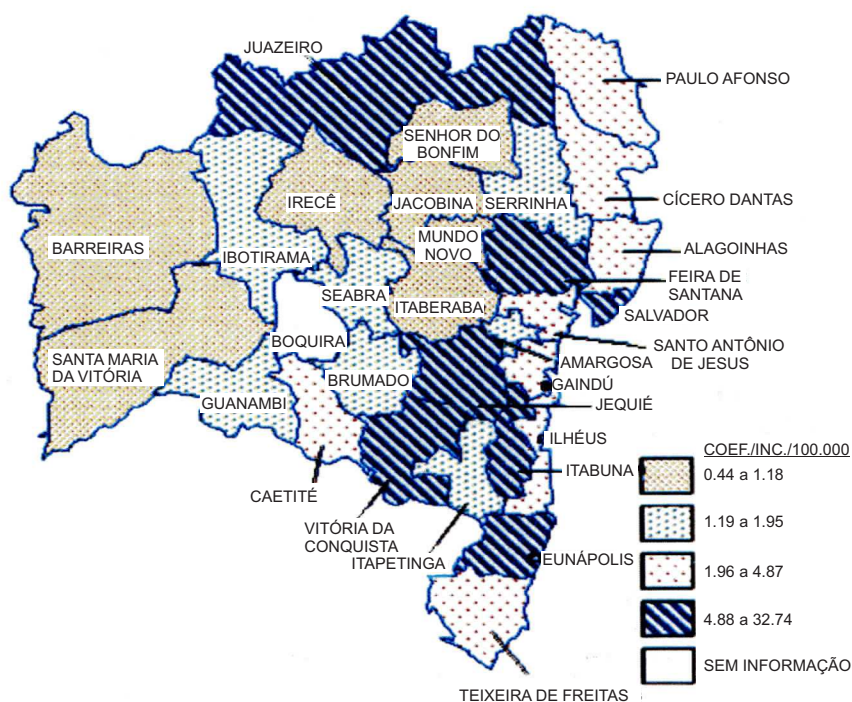 JUAZEIRO
PAULO AFONSO
SENHOR DO
BONFIM
IRECÊ
JACOBINA
SERRINHA
CÍCERO DANTAS
BARREIRAS
IBOTIRAMA
MUNDO
NOVO
ALAGOINHAS
FEIRA DE
SANTANA
SEABRA
ITABERABA
SALVADOR
BOQUIRA
SANTO ANTÔNIO
DE JESUS
SANTA MARIA
DA VITÓRIA
AMARGOSA
BRUMADO
GAINDÚ
GUANAMBI
JEQUIÉ
ILHÉUS
COEF./INC./100.000
ITABUNA
0.44 a 1.18
CAETITÉ
VITÓRIA DA
CONQUISTA
1.19 a 1.95
ITAPETINGA
EUNÁPOLIS
1.96 a 4.87
4.88 a 32.74
SEM INFORMAÇÃO
TEIXEIRA DE FREITAS